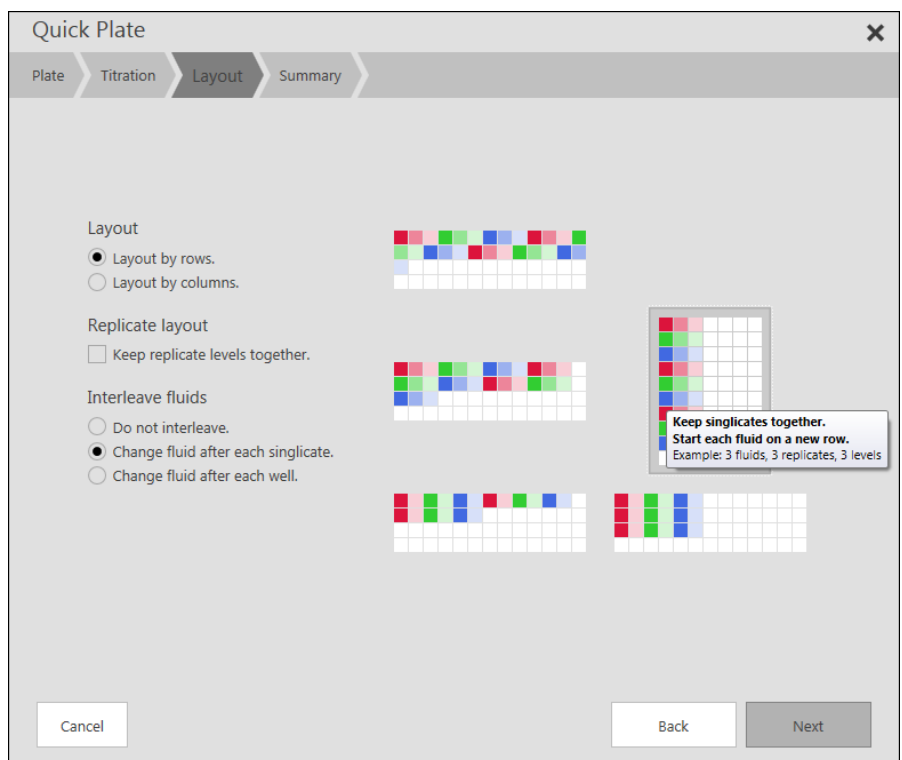 Quick Plate
Plate
Titration
Layout
Summary
Layout
Layout by rows.
Layout by columns.
Replicate layout
Keep replicate levels together.
Interleave fluids
Do not interleave.
Change fluid after each singlicate.
Change fluid after each well.
Keep singlicates together.
Start each fluid on a new row.
Example: 3 fluids, 3 replicates, 3 levels
Cancel
Back
Next